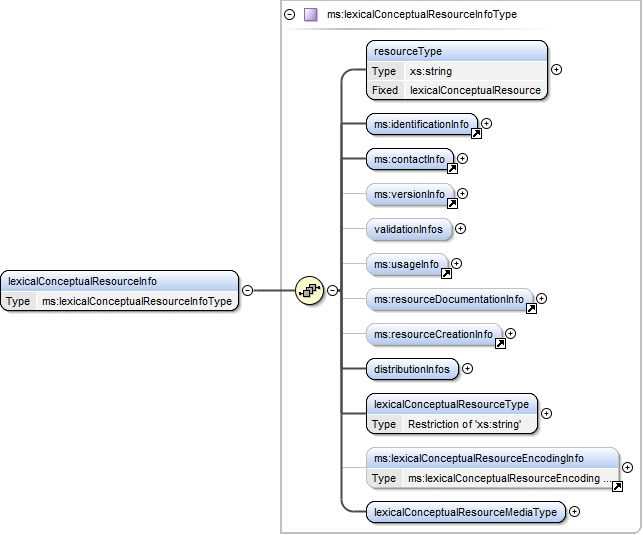 ms:lexicalConceptualResourceInfoType
resourceType
Type xs:string
Fixed lexicalConceptualResource
ms:identificationInfo
ms:contactInfo
ms:versionInfo
validationInfos
ms:usageInfo
lexicalConceptualResourceInfo
Type ms:lexicalConceptualResourceInfoType
ms:resourceDocumentationInfo
ms:resourceCreationInfo
distributionInfos
lexicalConceptualResourceType
Type Restriction of 'xs:string'
ms:lexicalConceptualResourceEncodingInfo
Type ms:lexicalConceptualResourceEncoding ...
lexicalConceptualResourceMediaType